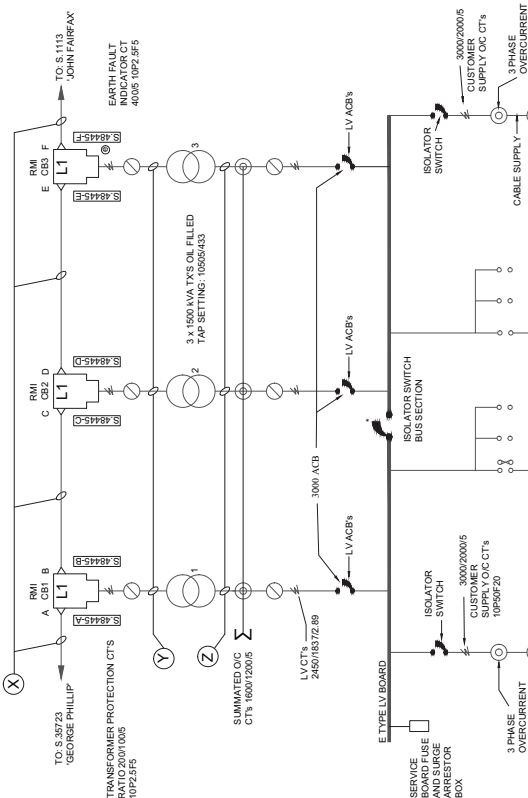 X
TO: S.35723
'GEORGE PHILLIP'
A
RMI
CB1
B
L1
S.48445-A
S.48445-B
C
RMI
CB2
D
L1
S.48445-C
S.48445-D
E
RMI
CB3
F
L1
S.48445-E
S.48445-F
TO: S.1113
'JOHN FAIRFAX'
EARTH FAULT
INDICATOR CT
400/5 10P2.5F5
TRANSFORMER PROTECTION CT'S
RATIO 200/100/5
10P2.5F5
Y
Z
1
2
3
3 x 1500 kVA TX'S OIL FILLED
TAP SETTING: 10505/433
SUMMATED O/C
CT's 1600/1200/5
Σ
LV CT's
2450/1837/2.89
3000 ACB
LV ACB's
LV ACB's
LV ACB's
E TYPE LV BOARD
ISOLATOR SWITCH
BUS SECTION
*
SERVICE
BOARD FUSE
AND SURGE
ARRESTOR
BOX
ISOLATOR
SWITCH
3000/2000/5
CUSTOMER
SUPPLY O/C CT's
10P50F20
3 PHASE
OVERCURRENT
ISOLATOR
SWITCH
3000/2000/5
CUSTOMER
SUPPLY O/C CT's
3 PHASE
OVERCURRENT
CABLE SUPPLY